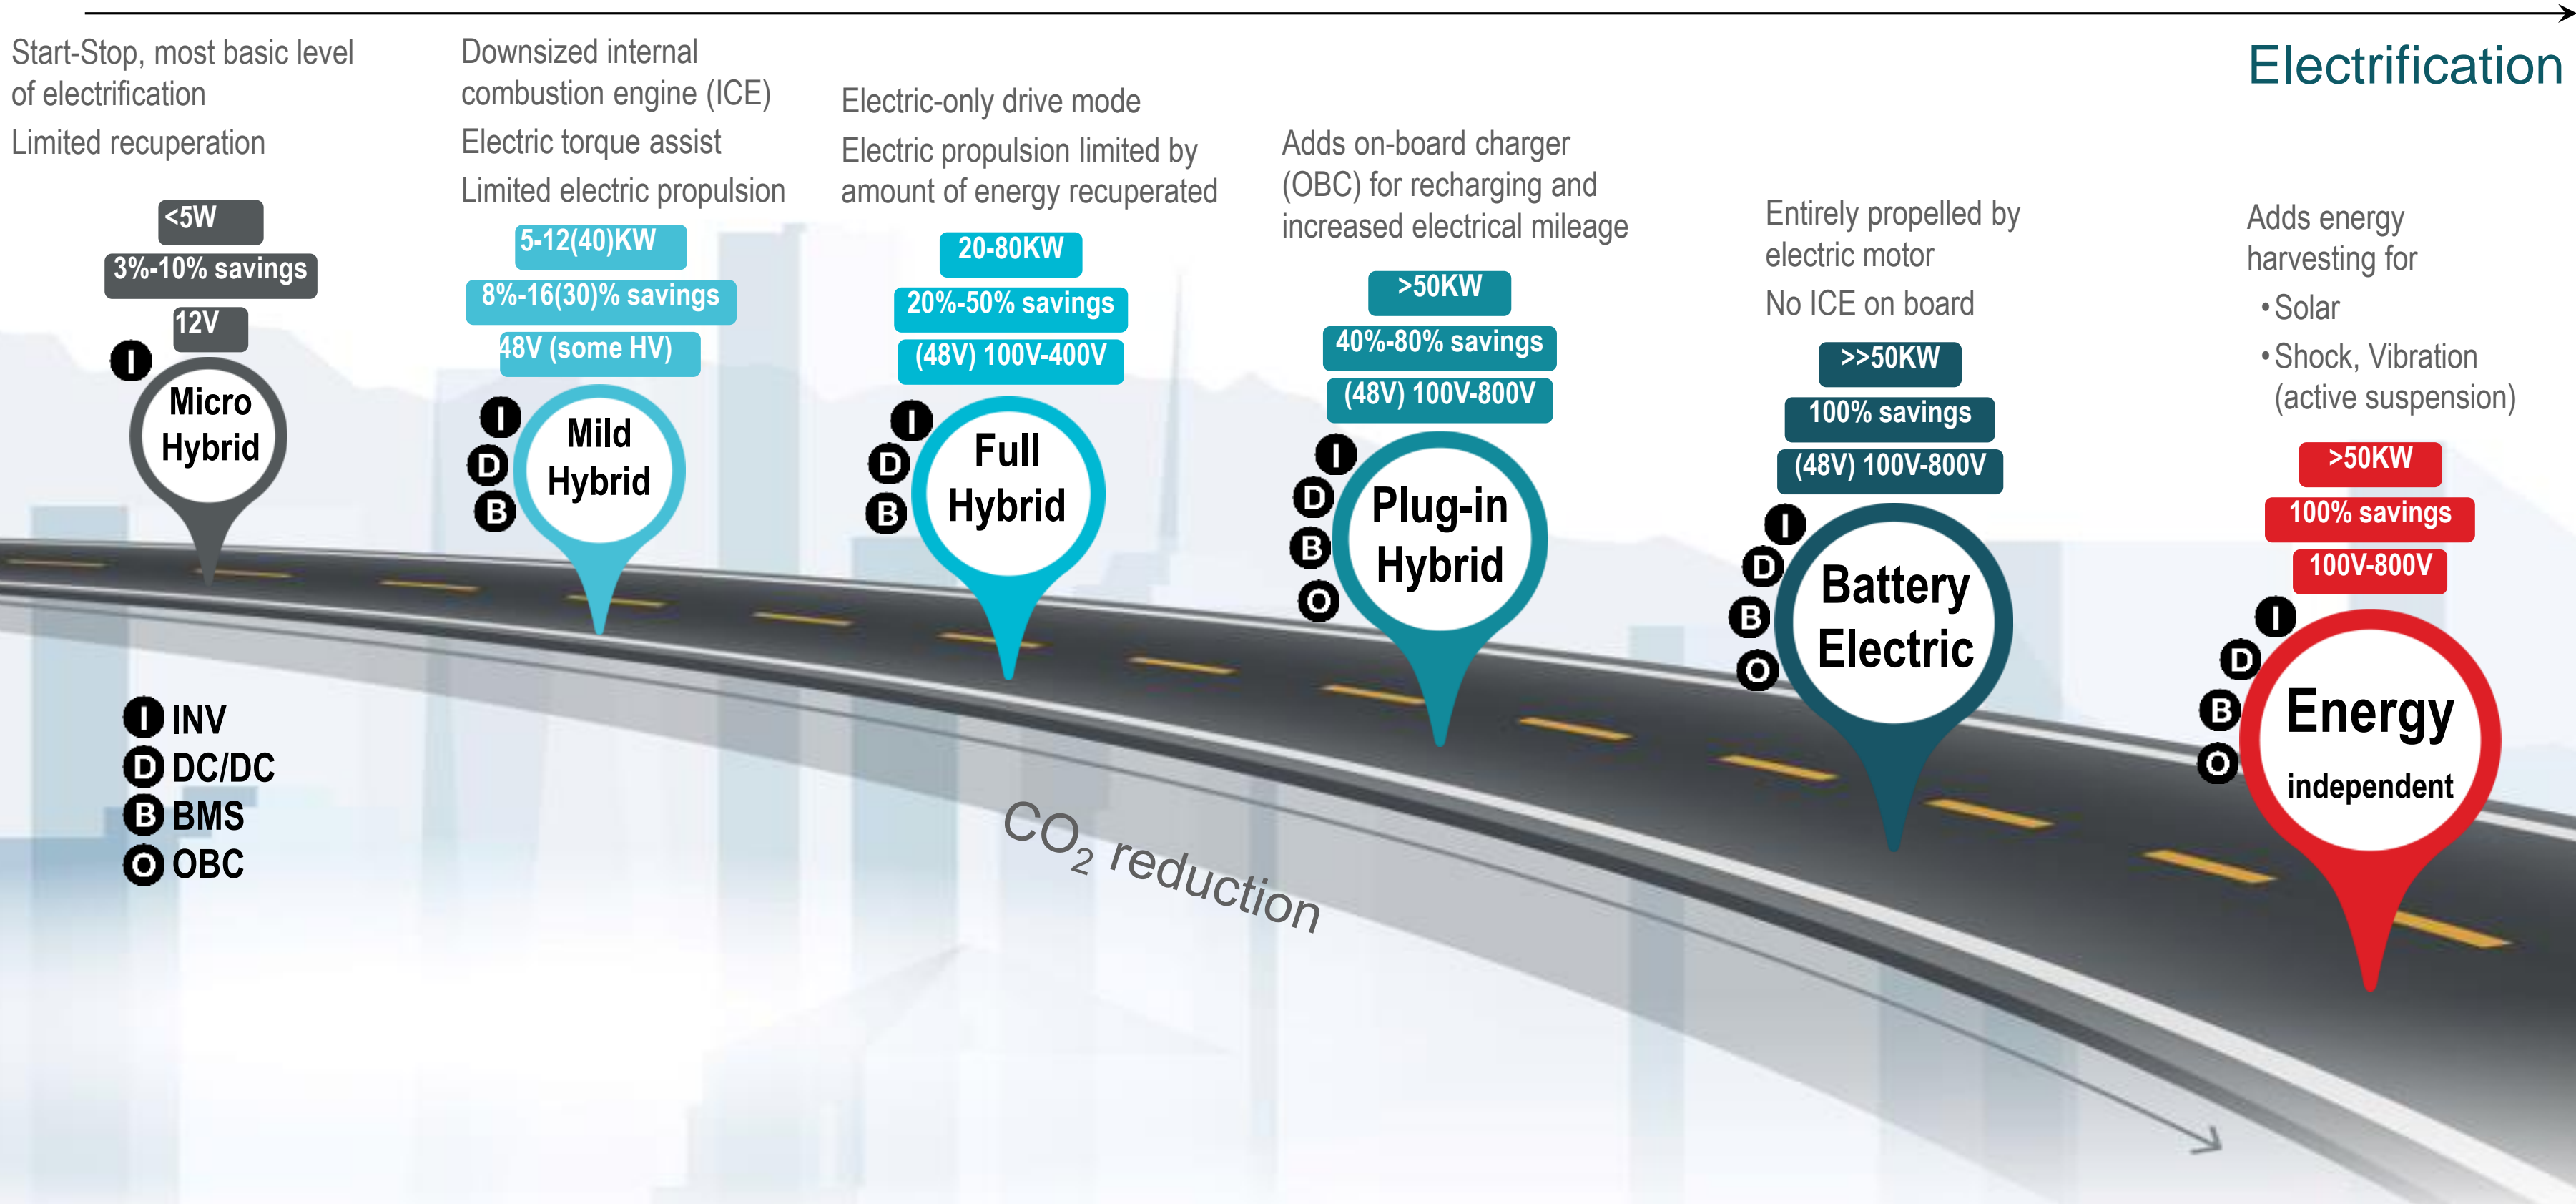 Electrification
Start-Stop, most basic level
of electrification
Limited recuperation
<5W
3%-10% savings
12V
I
Micro
Hybrid
Downsized internal
combustion engine (ICE)
Electric torque assist
Limited electric propulsion
5-12(40)KW
8%-16(30)% savings
48V (some HV)
I
D
B
Mild
Hybrid
Electric-only drive mode
Electric propulsion limited by
amount of energy recuperated
20-80KW
20%-50% savings
(48V) 100V-400V
I
D
B
Full
Hybrid
Adds on-board charger
(OBC) for recharging and
increased electrical mileage
>50KW
40%-80% savings
(48V) 100V-800V
I
D
B
O
Plug-in
Hybrid
Entirely propelled by
electric motor
No ICE on board
>>50KW
100% savings
(48V) 100V-800V
I
D
B
O
Battery
Electric
Adds energy
harvesting for
• Solar
• Shock, Vibration
(active suspension)
>50KW
100% savings
100V-800V
I
D
B
O
Energy
independent
I INV
D DC/DC
B BMS
O OBC
CO₂ reduction